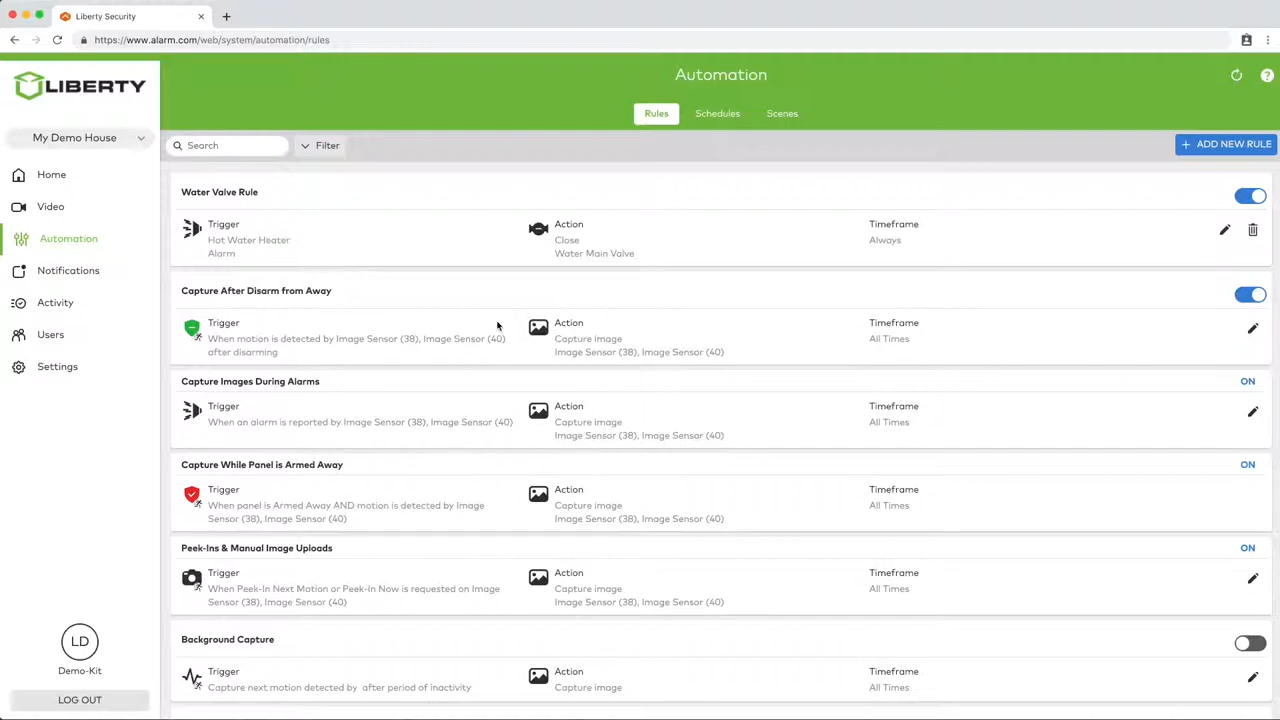 Liberty Security
https://www.alarm.com/web/system/automation/rules
LIBERTY
Automation
Rules
Schedules
Scenes
My Demo House
Home
Video
Automation
Notifications
Activity
Users
Settings
LD
Demo-Kit
LOG OUT
Search
Filter
+ ADD NEW RULE
Water Valve Rule
Trigger
Hot Water Heater
Alarm
Action
Close
Water Main Valve
Timeframe
Always
Capture After Disarm from Away
Trigger
When motion is detected by Image Sensor (38), Image Sensor (40)
after disarming
Action
Capture image
Image Sensor (38), Image Sensor (40)
Timeframe
All Times
Capture Images During Alarms
ON
Trigger
When an alarm is reported by Image Sensor (38), Image Sensor (40)
Action
Capture image
Image Sensor (38), Image Sensor (40)
Timeframe
All Times
Capture While Panel is Armed Away
ON
Trigger
When panel is Armed Away AND motion is detected by Image
Sensor (38), Image Sensor (40)
Action
Capture image
Image Sensor (38), Image Sensor (40)
Timeframe
All Times
Peek-Ins & Manual Image Uploads
ON
Trigger
When Peek-In Next Motion or Peek-In Now is requested on Image
Sensor (38), Image Sensor (40)
Action
Capture image
Image Sensor (38), Image Sensor (40)
Timeframe
All Times
Background Capture
Trigger
Capture next motion detected by after period of inactivity
Action
Capture image
Timeframe
All Times